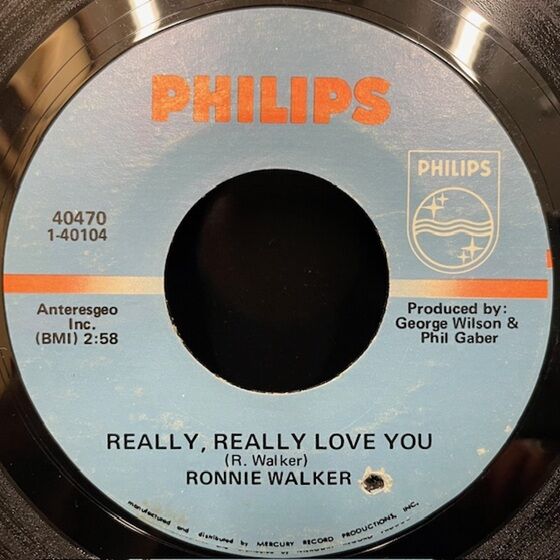 PHILIPS
PHILIPS
40470
1-40104
Anteresgeo
Inc.
(BMI) 2:58
Produced by:
George Wilson &
Phil Gaber
REALLY, REALLY LOVE YOU
(R. Walker)
RONNIE WALKER
manufactured and distributed by MERCURY RECORD PRODUCTIONS, INC.